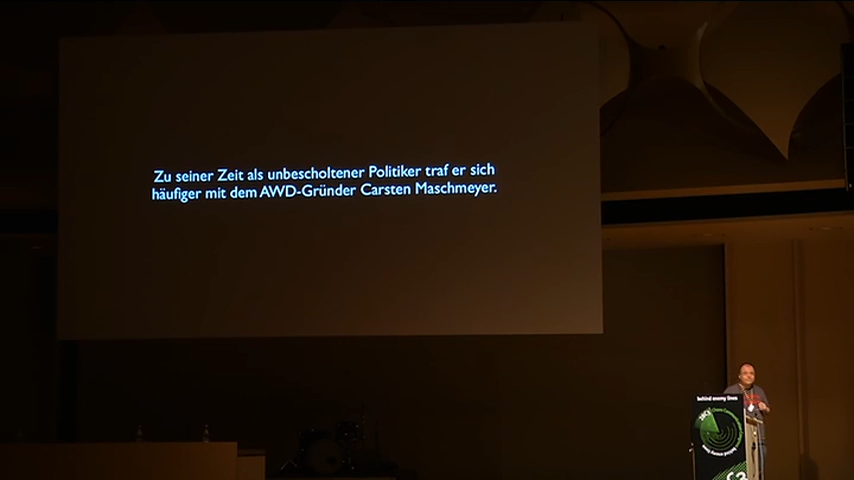 Zu seiner Zeit als unbescholtener Politiker traf er sich
häufiger mit dem AWD-Gründer Carsten Maschmeyer.
behind enemy lines